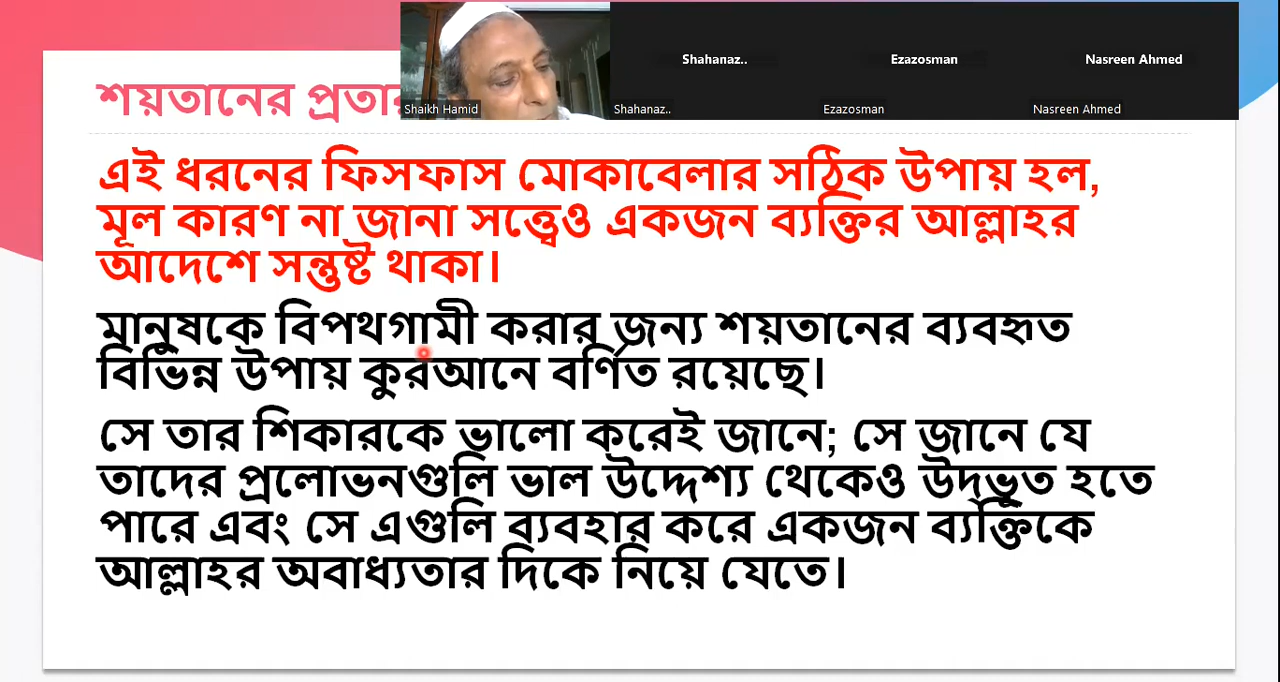 শয়তানের
Shaikh Hamid
Shahanaz..
Shahanaz..
Ezazosman
Ezazosman
Nasreen Ahmed
Nasreen Ahmed
এই ধরনের ফিসফাস মোকাবেলার সঠিক উপায় হল,
মূল কারণ না জানা সত্ত্বেও একজন ব্যক্তির আল্লাহর
আদেশে সন্তুষ্ট থাকা।
মানুষকে বিপথগামী করার জন্য শয়তানের ব্যবহৃত
বিভিন্ন উপায় কুরআনে বর্ণিত রয়েছে।
সে তার শিকারকে ভালো করেই জানে; সে জানে যে
তাদের প্রলোভনগুলি ভাল উদ্দেশ্য থেকেও উদ্ভূত হতে
পারে এবং সে এগুলি ব্যবহার করে একজন ব্যক্তিকে
আল্লাহর অবাধ্যতার দিকে নিয়ে যেতে।